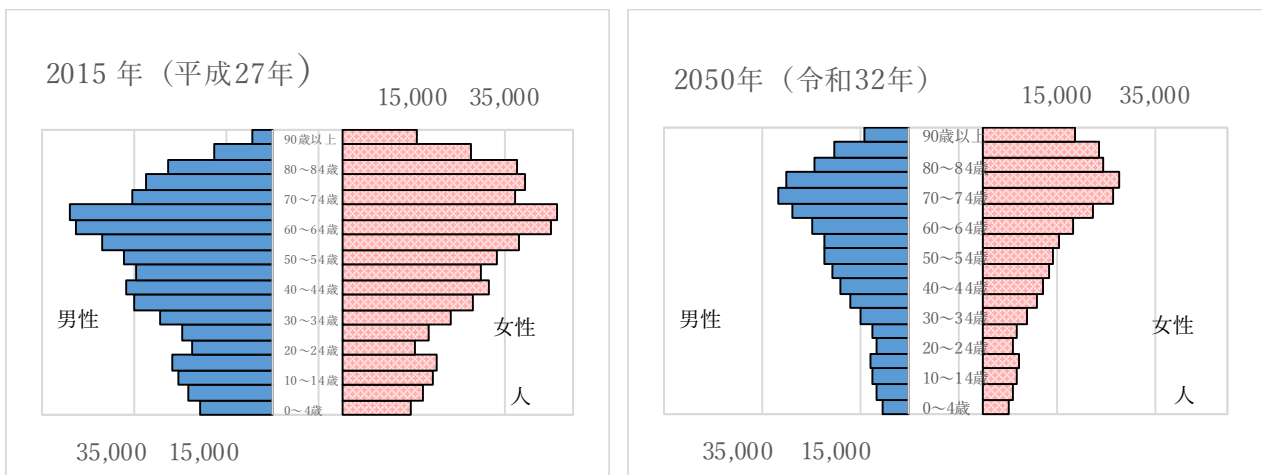 2015 年（平成27年）
15,000 35,000
90歳以上
80～84歳
70～74歳
60～64歳
50～54歳
40～44歳
30～34歳
20～24歳
10～14歳
0～4歳
男性
女性
人
35,000 15,000
2050年（令和32年）
15,000 35,000
90歳以上
80～84歳
70～74歳
60～64歳
50～54歳
40～44歳
30～34歳
20～24歳
10～14歳
0～4歳
男性
女性
人
35,000 15,000